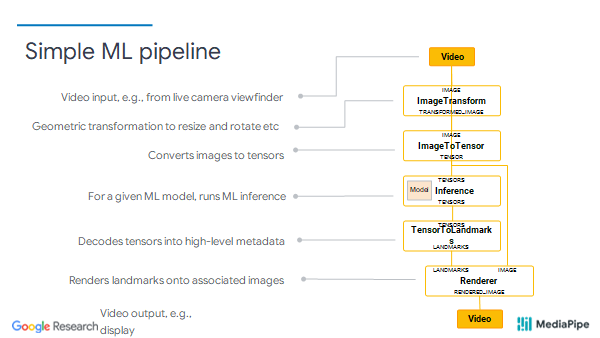 Simple ML pipeline
Video
Video input, e.g., from live camera viewfinder
IMAGE
ImageTransform
TRANSFORMED_IMAGE
Geometric transformation to resize and rotate etc
IMAGE
ImageToTensor
TENSOR
Converts images to tensors
TENSORS
Model
Inference
TENSORS
For a given ML model, runs ML inference
TENSORS
TensorToLandmark
s
LANDMARKS
Decodes tensors into high-level metadata
LANDMARKS IMAGE
Renderer
RENDERED_IMAGE
Renders landmarks onto associated images
Video output, e.g.,
display
Video
Google Research
MediaPipe